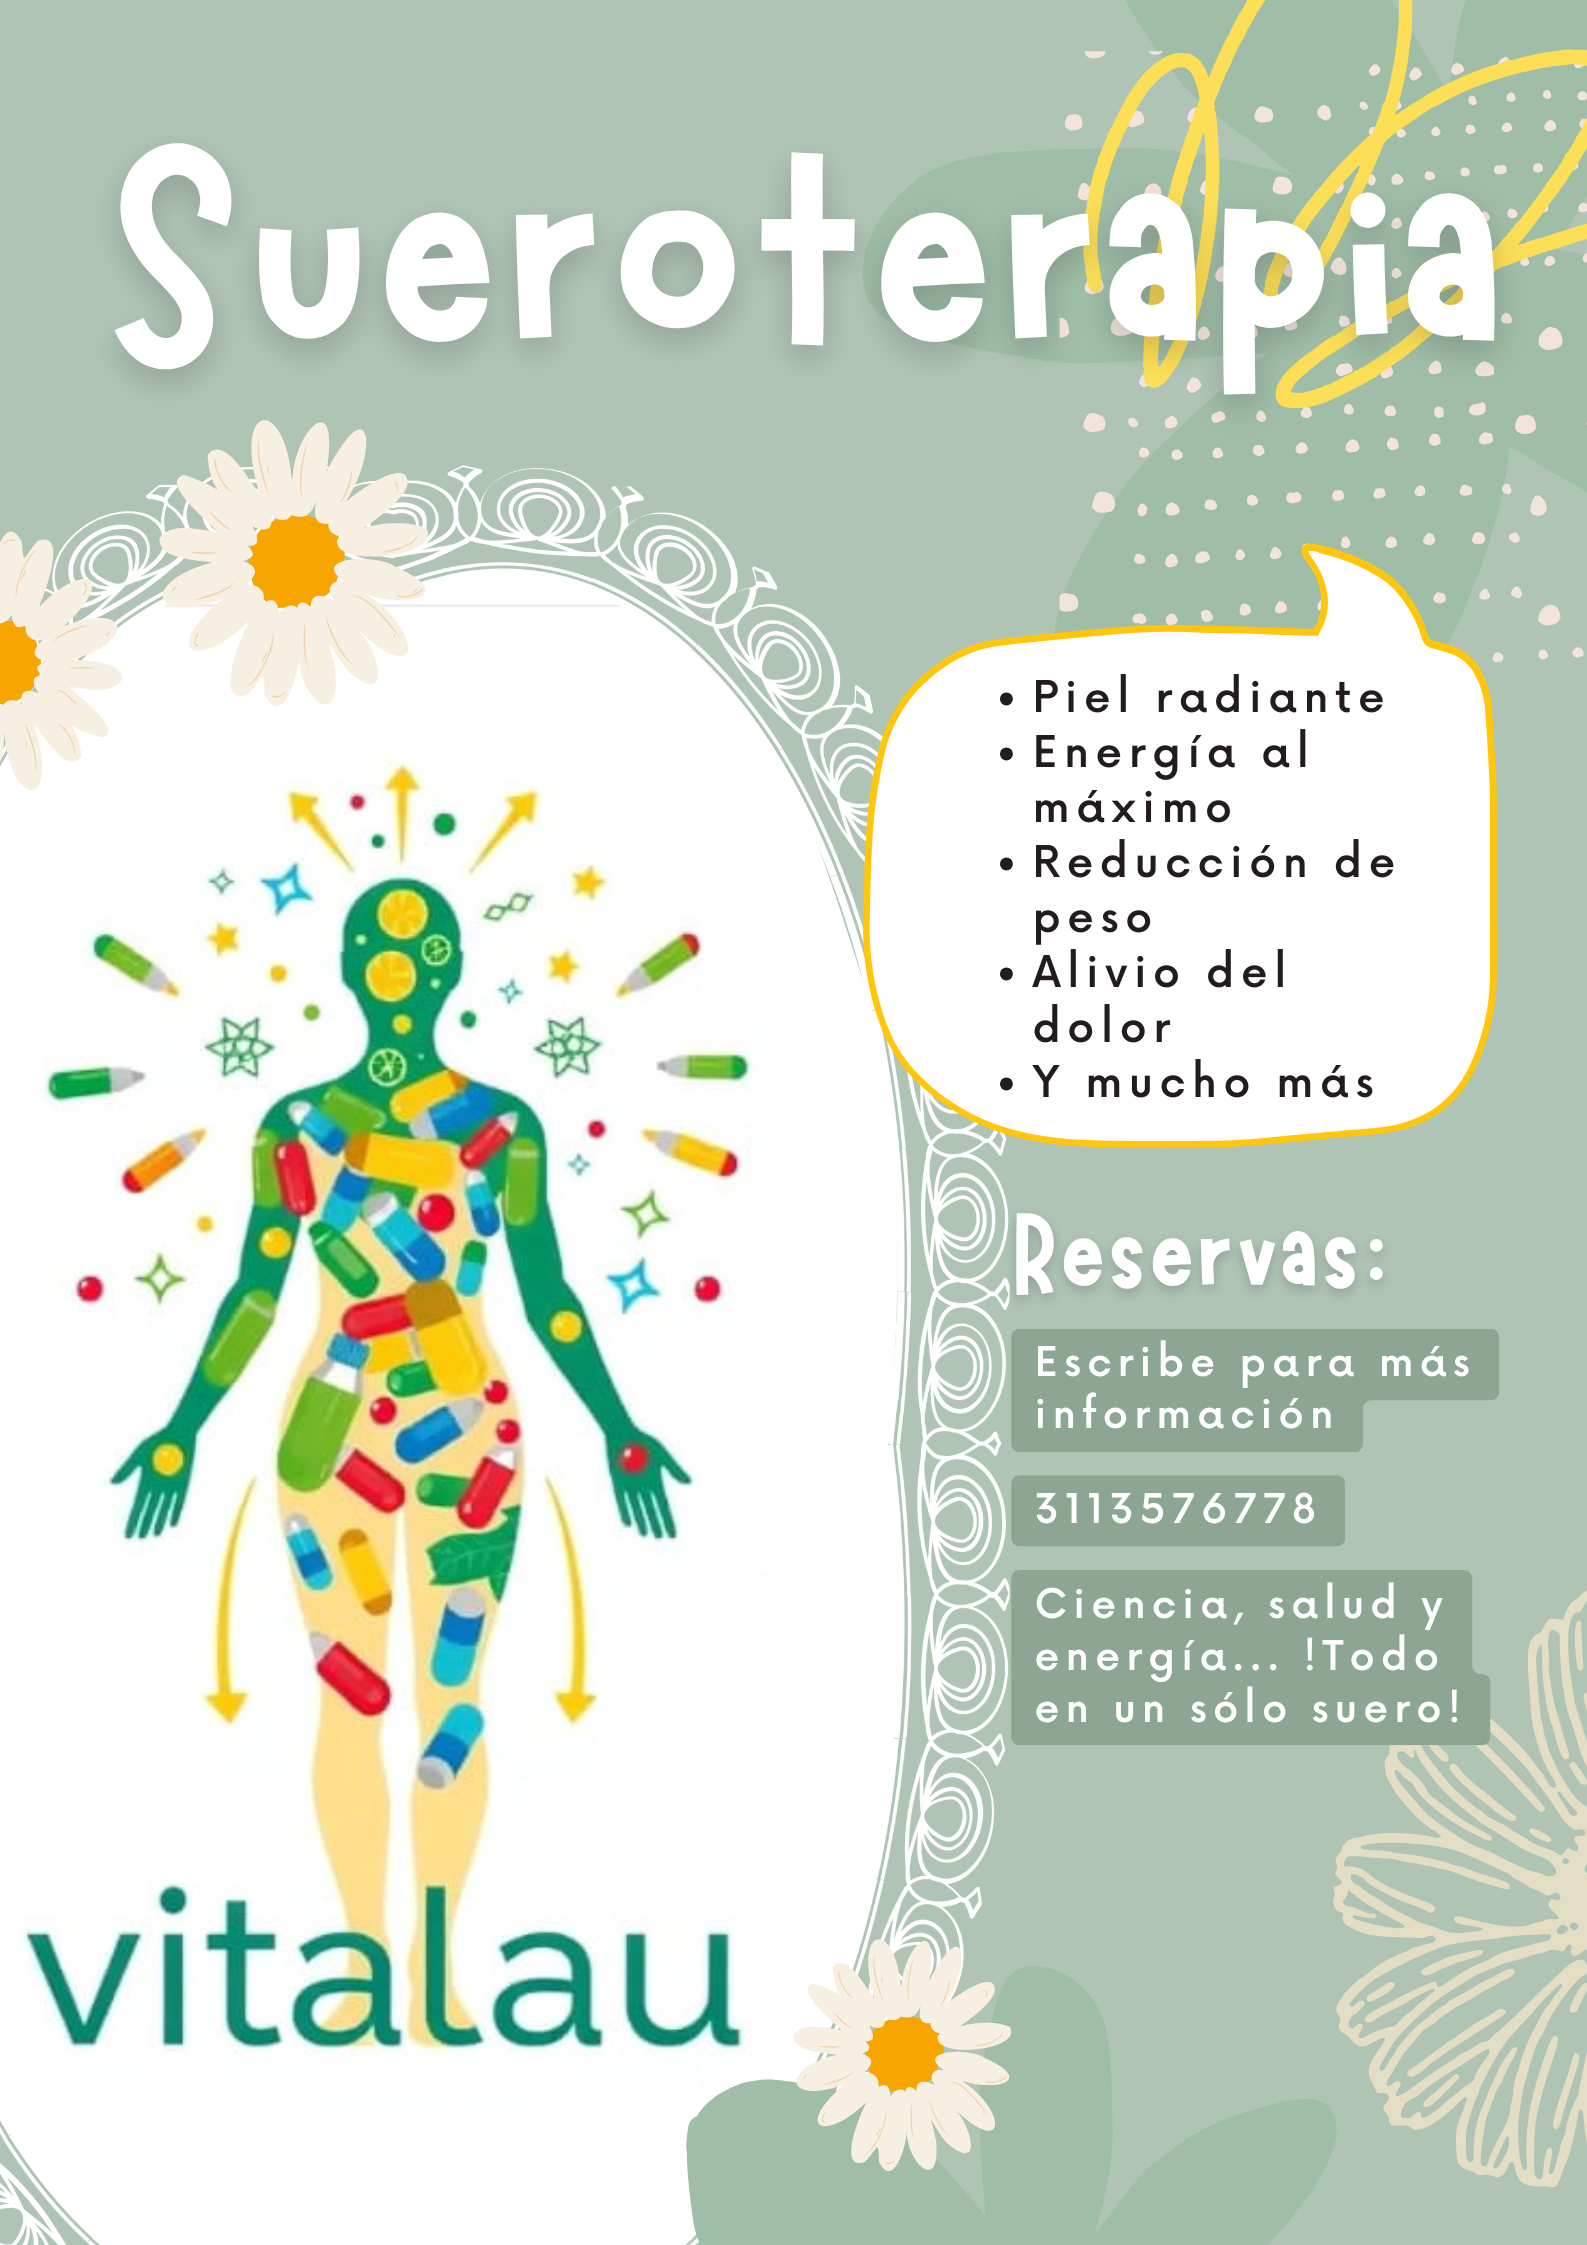 Sueroterapia
• Piel radiante
• Energía al
máximo
• Reducción de
peso
• Alivio del
dolor
• Y mucho más
Reservas:
Escribe para más
información
3113576778
Ciencia, salud y
energía... !Todo
en un sólo suero!
vitalau